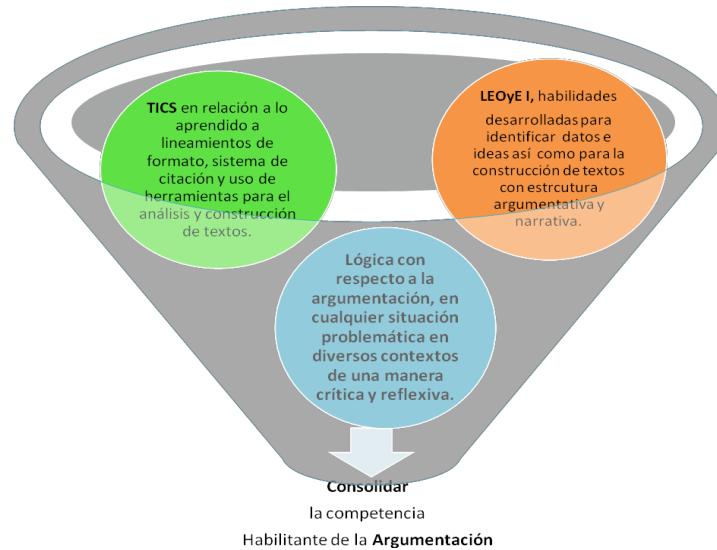 TICS en relación a lo
aprendido a
lineamientos de
formato, sistema de
citación y uso de
herramientas para el
análisis y construcción
de textos.
LEOyE I, habilidades
desarrolladas para
identificar datos e
ideas así como para la
construcción de textos
con estrcutura
argumentativa y
narrativa.
Lógica con
respecto a la
argumentación, en
cualquier situación
problemática en
diversos contextos
de una manera
crítica y reflexiva.
Consolidar
la competencia
Habilitante de la Argumentación